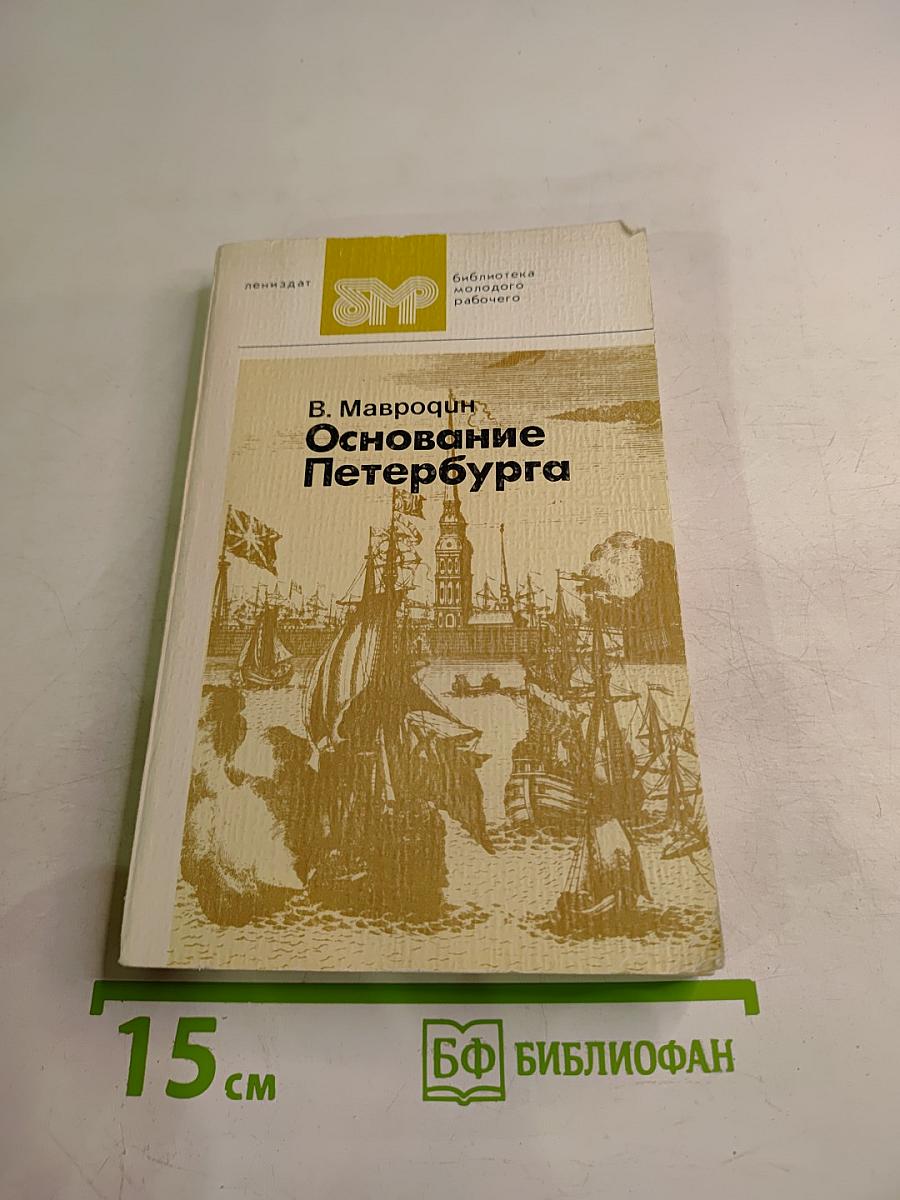 лениздат
бмр
библиотека
молодого
рабочего
В. Мавродин
Основание
Петербурга
15 см
БФ БИБЛИОФАН